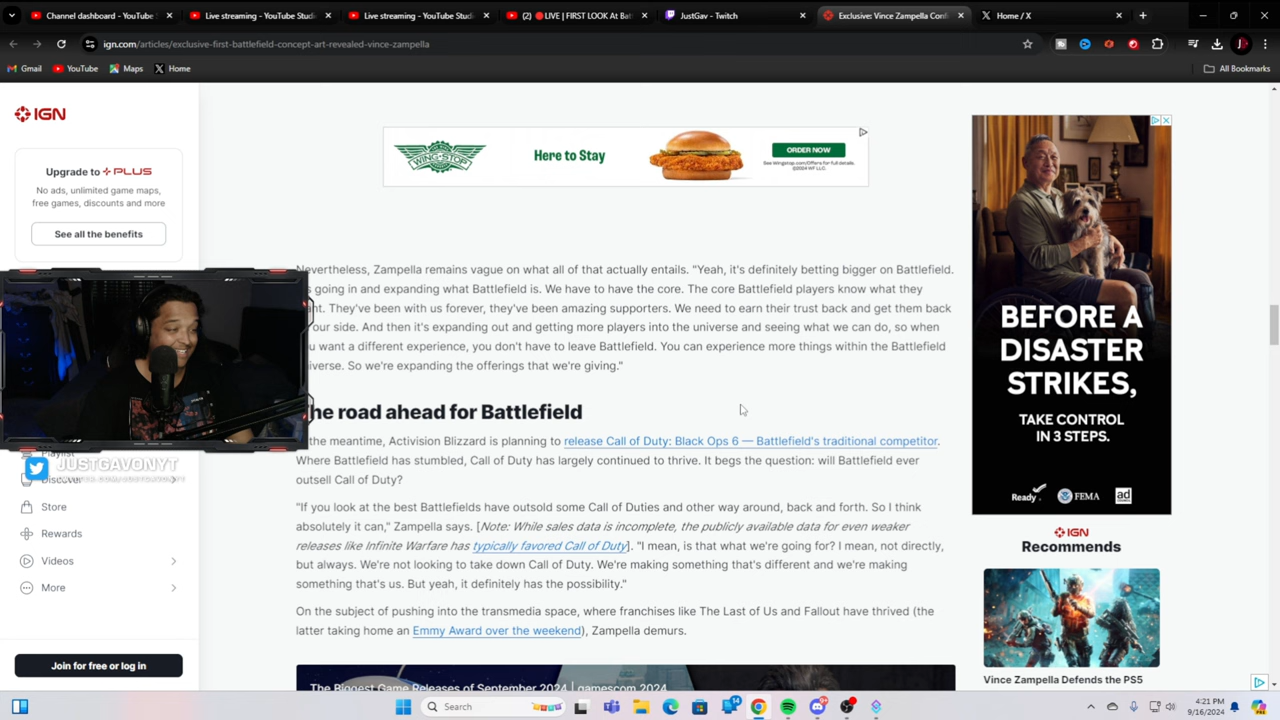 Channel dashboard - YouTube
Live streaming - YouTube Studi
Live streaming - YouTube Studi
(2) 🔴LIVE | FIRST LOOK At Bat
JustGav - Twitch
Exclusive: Vince Zampella Conf
Home / X
ign.com/articles/exclusive-first-battlefield-concept-art-revealed-vince-zampella
Gmail
YouTube
Maps
Home
All Bookmarks
IGN
Upgrade to PLUS
No ads, unlimited game maps,
free games, discounts and more
See all the benefits
WINGSTOP
Here to Stay
ORDER NOW
See Wingstop.com/Offers for full details.
©2024 WF LLC.
Nevertheless, Zampella remains vague on what all of that actually entails. "Yeah, it's definitely betting bigger on Battlefield.
going in and expanding what Battlefield is. We have to have the core. The core Battlefield players know what they
nt. They've been with us forever, they've been amazing supporters. We need to earn their trust back and get them back
our side. And then it's expanding out and getting more players into the universe and seeing what we can do, so when
u want a different experience, you don't have to leave Battlefield. You can experience more things within the Battlefield
iverse. So we're expanding the offerings that we're giving."
he road ahead for Battlefield
the meantime, Activision Blizzard is planning to release Call of Duty: Black Ops 6 — Battlefield's traditional competitor.
Where Battlefield has stumbled, Call of Duty has largely continued to thrive. It begs the question: will Battlefield ever
outsell Call of Duty?
"If you look at the best Battlefields have outsold some Call of Duties and other way around, back and forth. So I think
absolutely it can," Zampella says. [Note: While sales data is incomplete, the publicly available data for even weaker
releases like Infinite Warfare has typically favored Call of Duty]. "I mean, is that what we're going for? I mean, not directly,
but always. We're not looking to take down Call of Duty. We're making something that's different and we're making
something that's us. But yeah, it definitely has the possibility."
On the subject of pushing into the transmedia space, where franchises like The Last of Us and Fallout have thrived (the
latter taking home an Emmy Award over the weekend), Zampella demurs.
The Biggest Game Releases of September 2024 | gamescom 2024
Playlist
JUSTGAVONYT
Discover
Store
Rewards
Videos
More
Join for free or log in
BEFORE A
DISASTER
STRIKES,
TAKE CONTROL
IN 3 STEPS.
Ready
FEMA
ad
IGN
Recommends
Vince Zampella Defends the PS5
Search
14
4:21 PM
9/16/2024